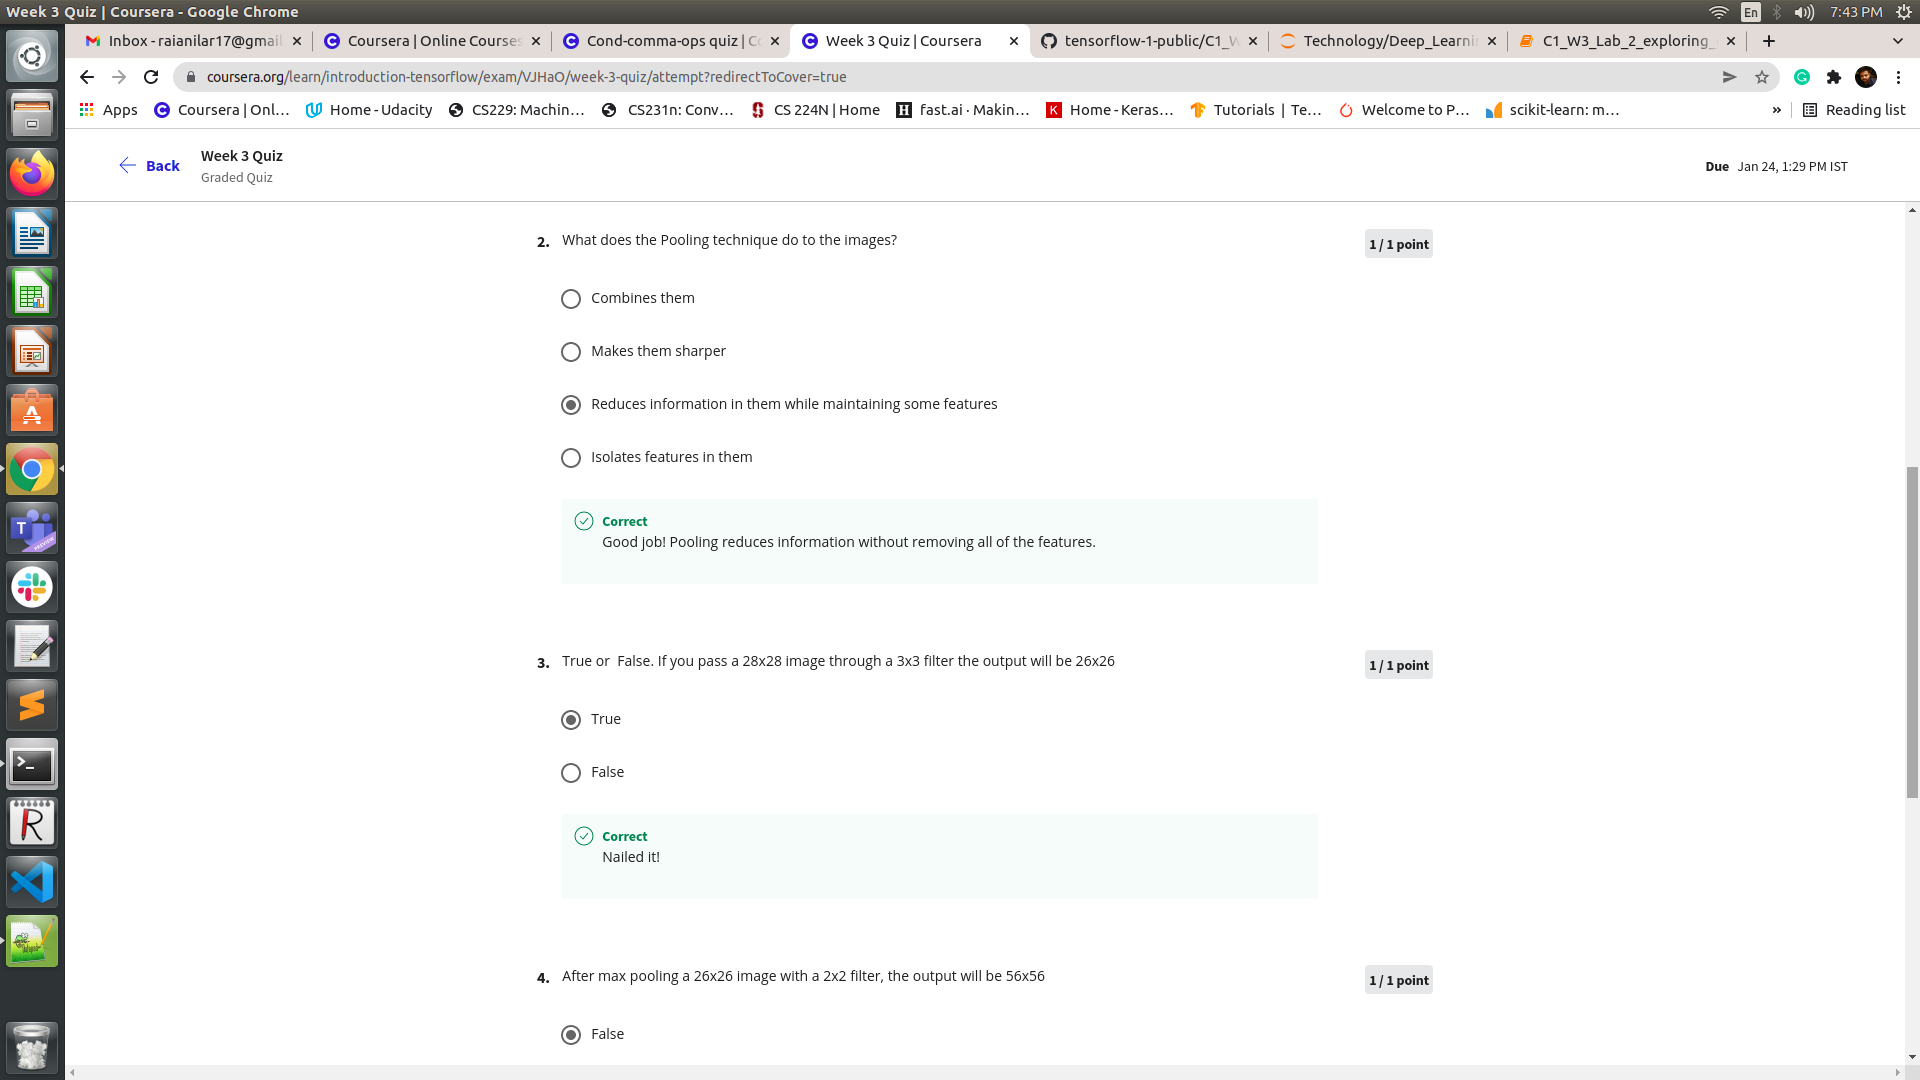 Week 3 Quiz | Coursera - Google Chrome
En
7:43 PM
Inbox - raianilar17@gmail
Coursera | Online Courses
Cond-comma-ops quiz | Co
Week 3 Quiz | Coursera
tensorflow-1-public/C1_W
Technology/Deep_Learni
C1_W3_Lab_2_exploring_
coursera.org/learn/introduction-tensorflow/exam/VJHaO/week-3-quiz/attempt?redirectToCover=true
Apps
Coursera | Onl...
Home - Udacity
CS229: Machin...
CS231n: Conv...
CS 224N | Home
fast.ai · Makin...
Home - Keras...
Tutorials | Te...
Welcome to P...
scikit-learn: m...
»
Reading list
Back
Week 3 Quiz
Graded Quiz
Due Jan 24, 1:29 PM IST
2. What does the Pooling technique do to the images?
1 / 1 point
Combines them
Makes them sharper
Reduces information in them while maintaining some features
Isolates features in them
Correct
Good job! Pooling reduces information without removing all of the features.
3. True or False. If you pass a 28x28 image through a 3x3 filter the output will be 26x26
1 / 1 point
True
False
Correct
Nailed it!
4. After max pooling a 26x26 image with a 2x2 filter, the output will be 56x56
1 / 1 point
False